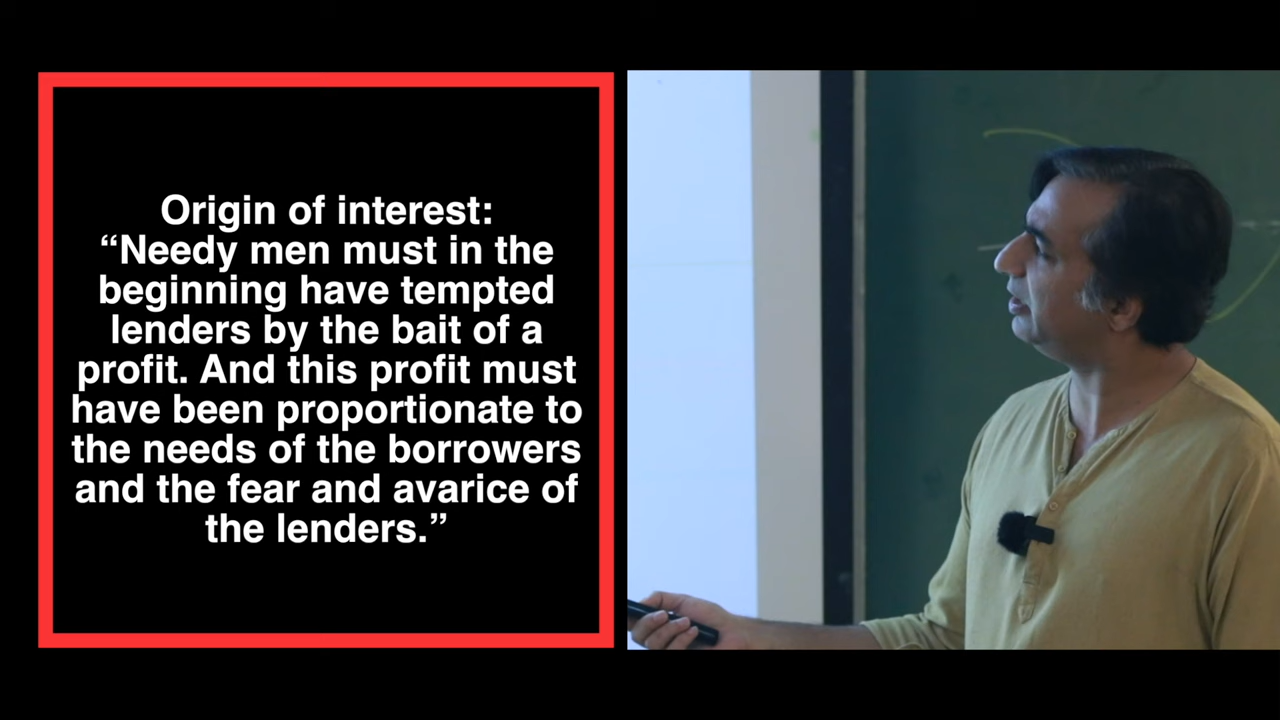 Origin of interest:
“Needy men must in the
beginning have tempted
lenders by the bait of a
profit. And this profit must
have been proportionate to
the needs of the borrowers
and the fear and avarice of
the lenders.”